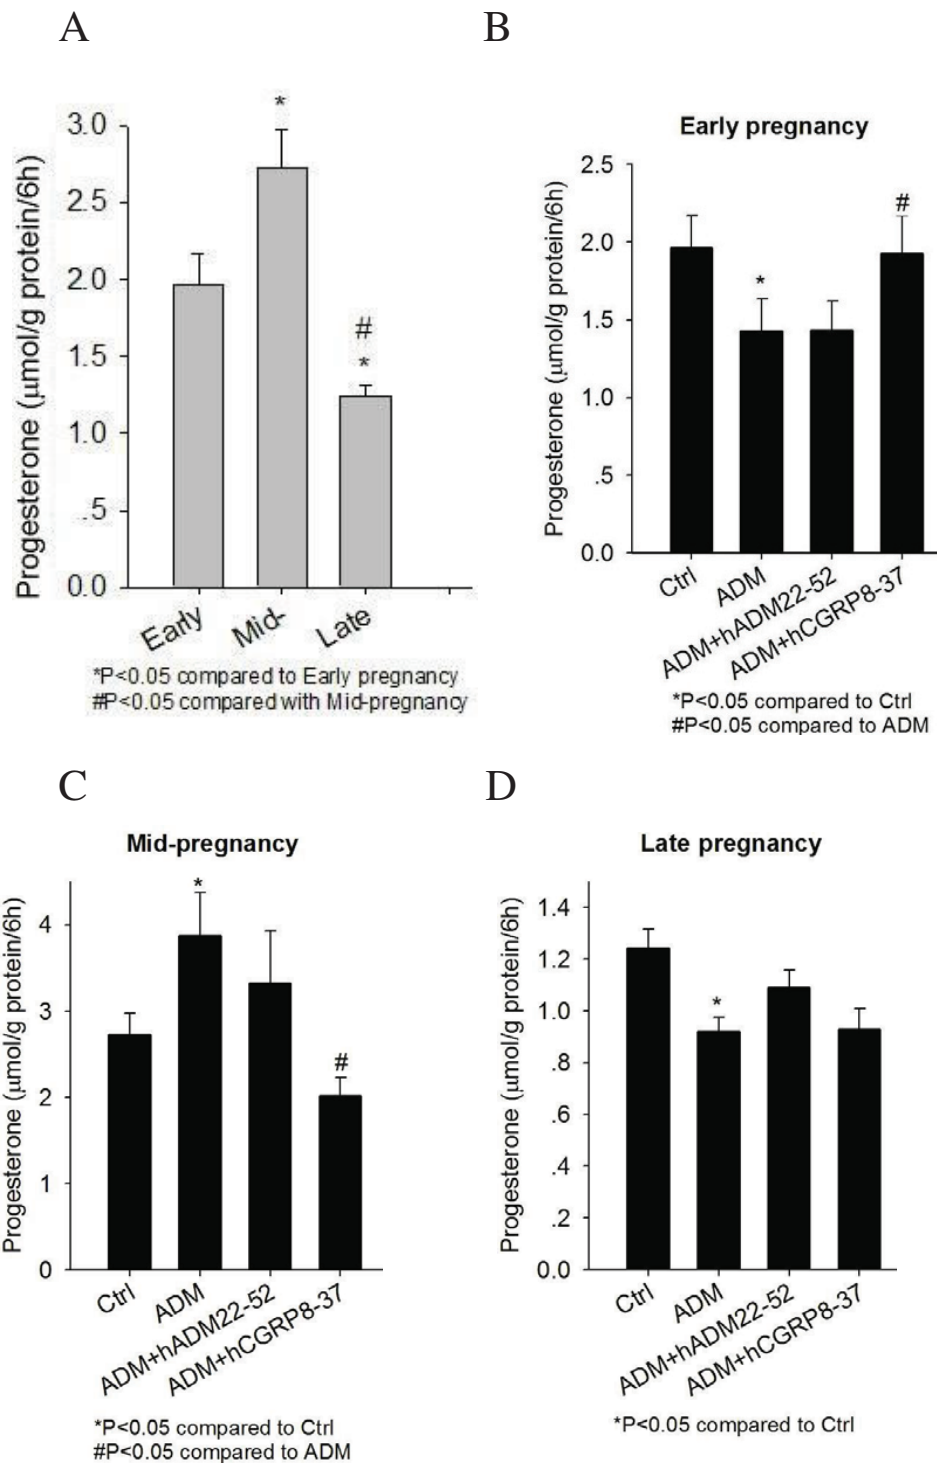 A
Progesterone (μmol/g protein/6h)
3.0
2.5
2.0
1.5
1.0
.5
0.0
*
#
*
Early
Mid-
Late
*P<0.05 compared to Early pregnancy
#P<0.05 compared with Mid-pregnancy
B
Early pregnancy
Progesterone (μmol/g protein/6h)
2.5
2.0
1.5
1.0
.5
0.0
*
#
Ctrl
ADM
ADM+hADM22-52
ADM+hCGRP8-37
*P<0.05 compared to Ctrl
#P<0.05 compared to ADM
C
Mid-pregnancy
Progesterone (μmol/g protein/6h)
4
3
2
1
0
*
#
Ctrl
ADM
ADM+hADM22-52
ADM+hCGRP8-37
*P<0.05 compared to Ctrl
#P<0.05 compared to ADM
D
Late pregnancy
Progesterone (μmol/g protein/6h)
1.4
1.2
1.0
.8
.6
.4
.2
0.0
*
Ctrl
ADM
ADM+hADM22-52
ADM+hCGRP8-37
*P<0.05 compared to Ctrl